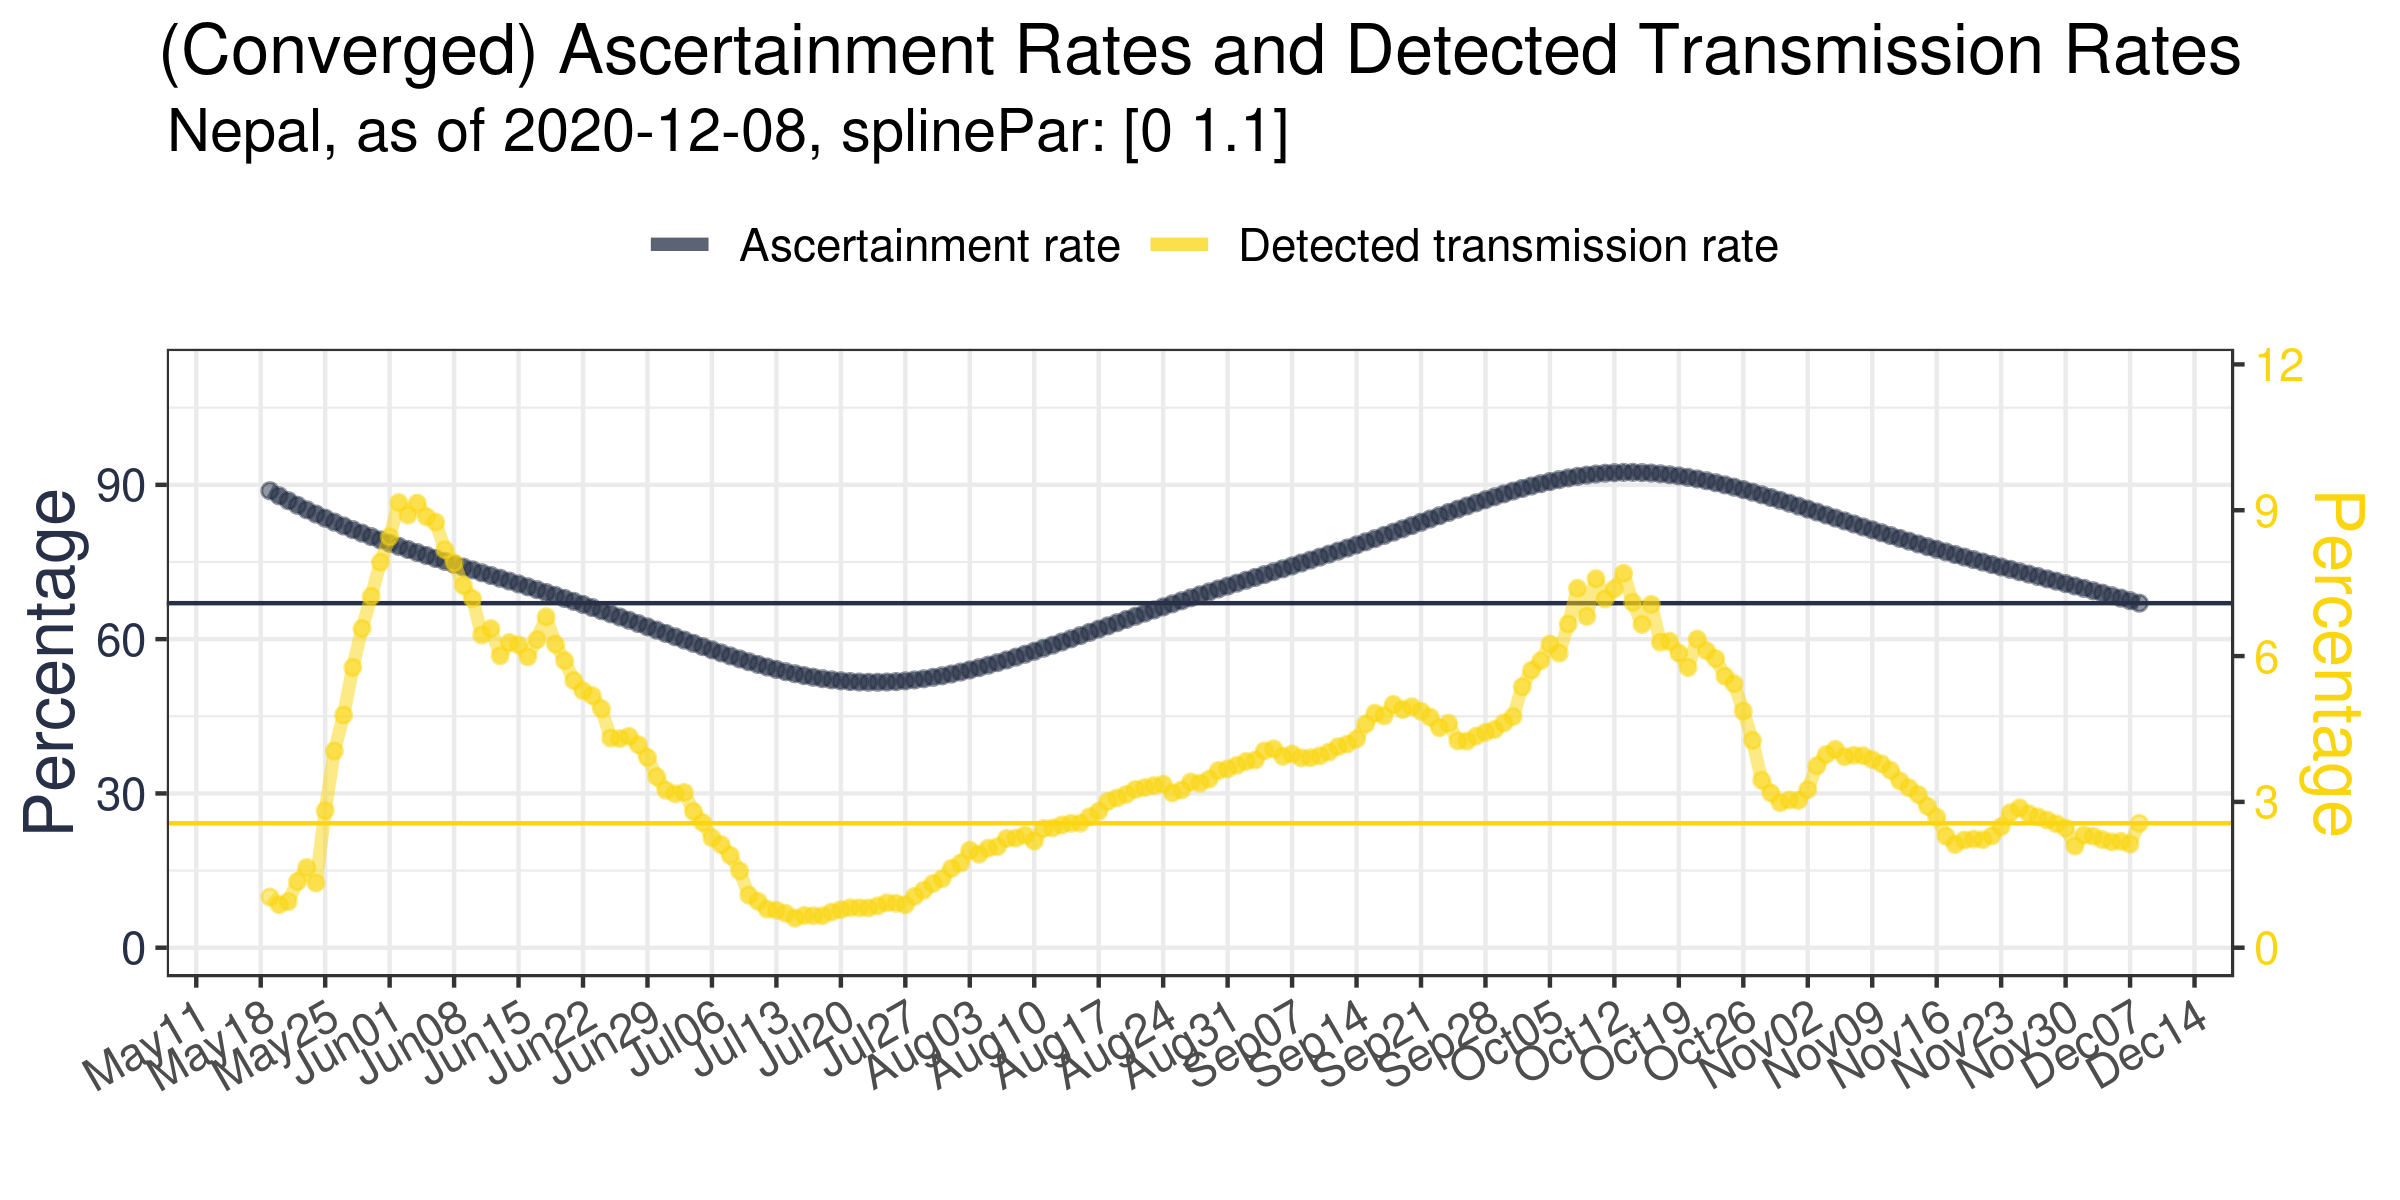 (Converged) Ascertainment Rates and Detected Transmission Rates
Nepal, as of 2020-12-08, splinePar: [0 1.1]
Ascertainment rate
Detected transmission rate
Percentage
90
60
30
0
12
9
6
3
0
Percentage
May11
May18
May25
Jun01
Jun08
Jun15
Jun22
Jun29
Jul06
Jul13
Jul20
Jul27
Aug03
Aug10
Aug17
Aug24
Aug31
Sep07
Sep14
Sep21
Sep28
Oct05
Oct12
Oct19
Oct26
Nov02
Nov09
Nov16
Nov23
Nov30
Dec07
Dec14